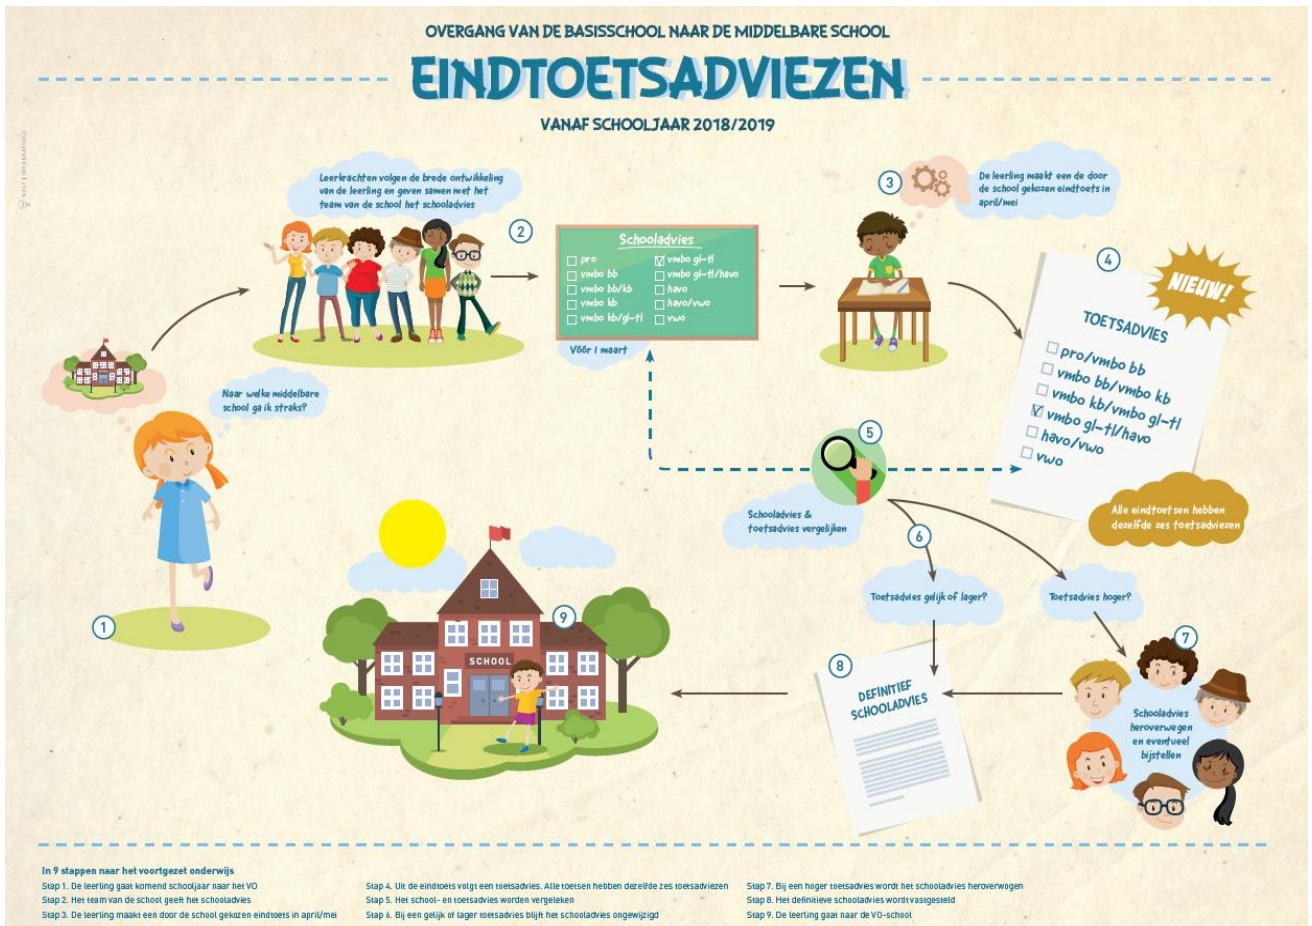 OVERGANG VAN DE BASISSCHOOL NAAR DE MIDDELBARE SCHOOL
EINDTOETSADVIEZEN
VANAF SCHOOLJAAR 2018/2019
Naar welke middelbare
school ga ik straks?
1
Leerkrachten volgen de brede ontwikkeling
van de leerling en geven samen met het
team van de school het schooladvies
2
Schooladvies
pro
vmbo bb
vmbo bb/kb
vmbo kb
vmbo kb/gl-tl
vmbo gl-tl
vmbo gl-tl/havo
havo
havo/vwo
vwo
Vóór 1 maart
3
De leerling maakt een de door
de school gekozen eindtoets in
april/mei
4
NIEUW!
TOETSADVIES
pro/vmbo bb
vmbo bb/vmbo kb
vmbo kb/vmbo gl-tl
vmbo gl-tl/havo
havo/vwo
vwo
Alle eindtoetsen hebben
dezelfde zes toetsadviezen
5
Schooladvies &
toetsadvies vergelijken
6
Toetsadvies gelijk of lager?
Toetsadvies hoger?
7
Schooladvies
heroverwegen
en eventueel
bijstellen
8
DEFINITIEF
SCHOOLADVIES
9
SCHOOL
In 9 stappen naar het voortgezet onderwijs
Stap 1. De leerling gaat komend schooljaar naar het VO
Stap 2. Het team van de school geeft het schooladvies
Stap 3. De leerling maakt een door de school gekozen eindtoets in april/mei
Stap 4. Uit de eindtoets volgt een toetsadvies. Alle toetsen hebben dezelfde zes toetsadviezen
Stap 5. Het school- en toetsadvies worden vergeleken
Stap 6. Bij een gelijk of lager toetsadvies blijft het schooladvies ongewijzigd
Stap 7. Bij een hoger toetsadvies wordt het schooladvies heroverwogen
Stap 8. Het definitieve schooladvies wordt vastgesteld
Stap 9. De leerling gaat naar de VO-school